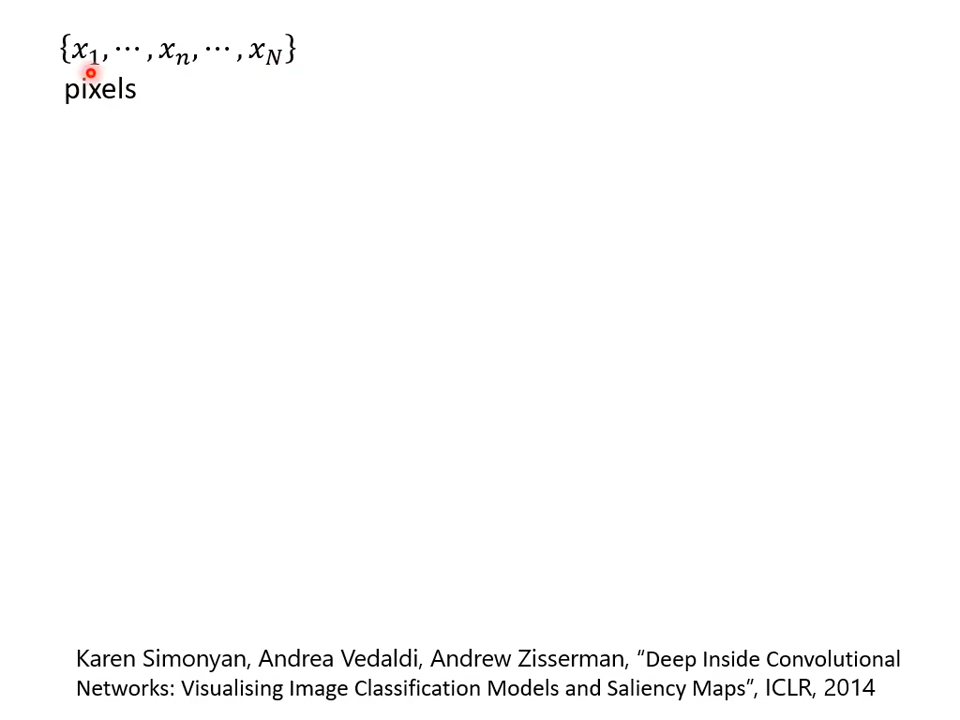 {x₁, ⋯ , xₙ, ⋯ , x_N}
pixels
Karen Simonyan, Andrea Vedaldi, Andrew Zisserman, “Deep Inside Convolutional
Networks: Visualising Image Classification Models and Saliency Maps”, ICLR, 2014